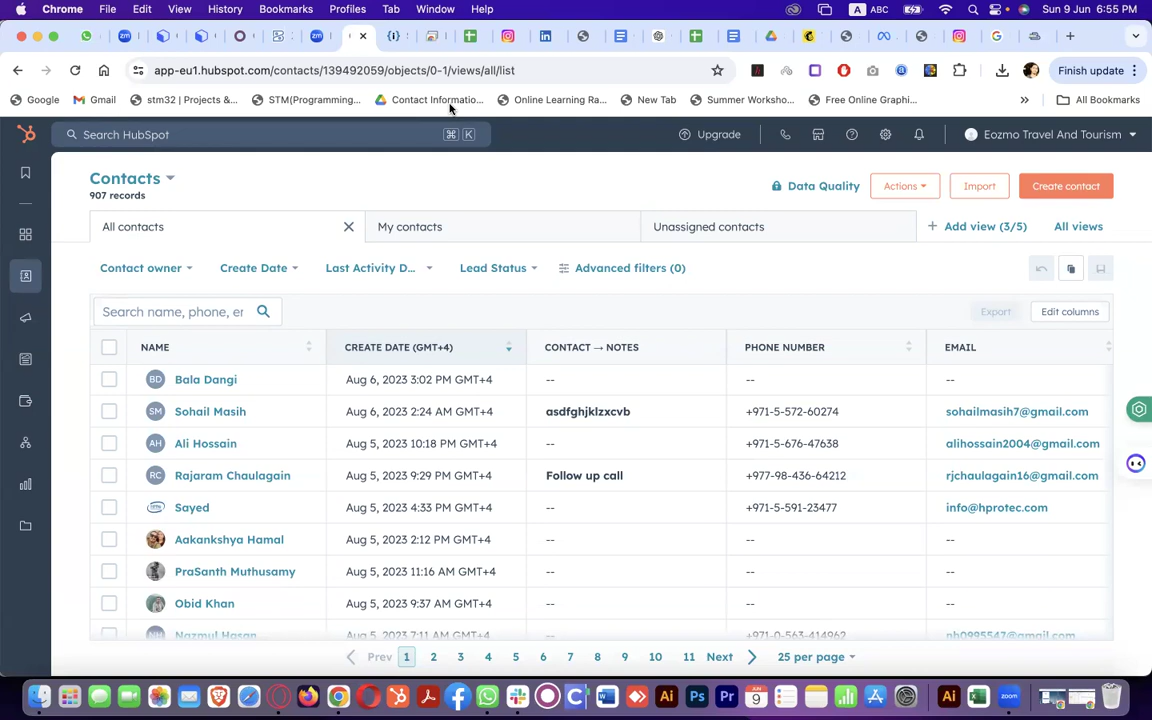 Chrome File Edit View History Bookmarks Profiles Tab Window Help A ABC Sun 9 Jun 6:55 PM
app-eu1.hubspot.com/contacts/139492059/objects/0-1/views/all/list Finish update
Google Gmail stm32 | Projects &... STM(Programming... Contact Informatio... Online Learning Ra... New Tab Summer Worksho... Free Online Graphi... » All Bookmarks
Search HubSpot ⌘ K Upgrade Eozmo Travel And Tourism
Contacts
907 records
Data Quality Actions Import Create contact
All contacts My contacts Unassigned contacts + Add view (3/5) All views
Contact owner Create Date Last Activity D... Lead Status Advanced filters (0)
Search name, phone, er Export Edit columns
NAME CREATE DATE (GMT+4) CONTACT → NOTES PHONE NUMBER EMAIL
BD Bala Dangi Aug 6, 2023 3:02 PM GMT+4 -- -- --
SM Sohail Masih Aug 6, 2023 2:24 AM GMT+4 asdfghjklzxcvb +971-5-572-60274 sohailmasih7@gmail.com
AH Ali Hossain Aug 5, 2023 10:18 PM GMT+4 -- +971-5-676-47638 alihossain2004@gmail.com
RC Rajaram Chaulagain Aug 5, 2023 9:29 PM GMT+4 Follow up call +977-98-436-64212 rjchaulagain16@gmail.com
Sayed Aug 5, 2023 4:33 PM GMT+4 -- +971-5-591-23477 info@hprotec.com
Aakankshya Hamal Aug 5, 2023 2:12 PM GMT+4 -- -- --
PraSanth Muthusamy Aug 5, 2023 11:16 AM GMT+4 -- -- --
Obid Khan Aug 5, 2023 9:37 AM GMT+4 -- -- --
NH Nazmul Hasan Aug 5, 2023 7:11 AM GMT+4 -- +971-0-563-414962 nh0995547@gmail.com
Prev 1 2 3 4 5 6 7 8 9 10 11 Next 25 per page